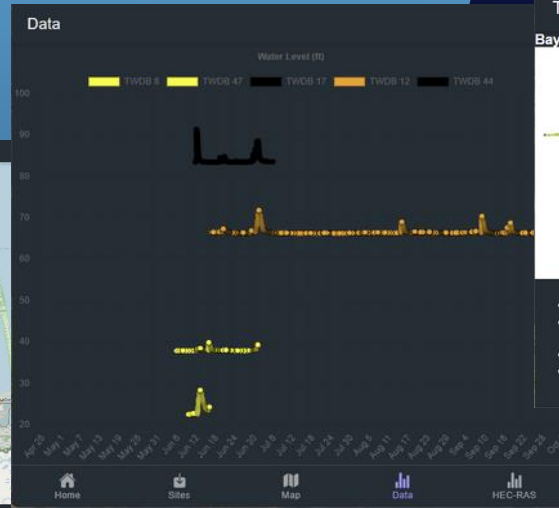 Data
Water Level (ft)
TWDB 8 TWDB 47 TWDB 17 TWDB 12 TWDB 44
100
90
80
70
60
50
40
30
20
Apr 25 May 1 May 7 May 13 May 19 May 25 May 31 Jun 6 Jun 12 Jun 18 Jun 24 Jun 30 Jul 6 Jul 12 Jul 18 Jul 24 Jul 30 Aug 5 Aug 11 Aug 17 Aug 23 Aug 29 Sep 4 Sep 10 Sep 16 Sep 22 Sep 28
Home Sites Map Data HEC-RAS
Bay